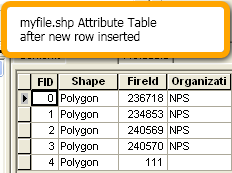 myfile.shp Attribute Table
after new row inserted
FID Shape FireId Organizati
0 Polygon 236718 NPS
1 Polygon 234853 NPS
2 Polygon 240569 NPS
3 Polygon 240570 NPS
4 Polygon 111